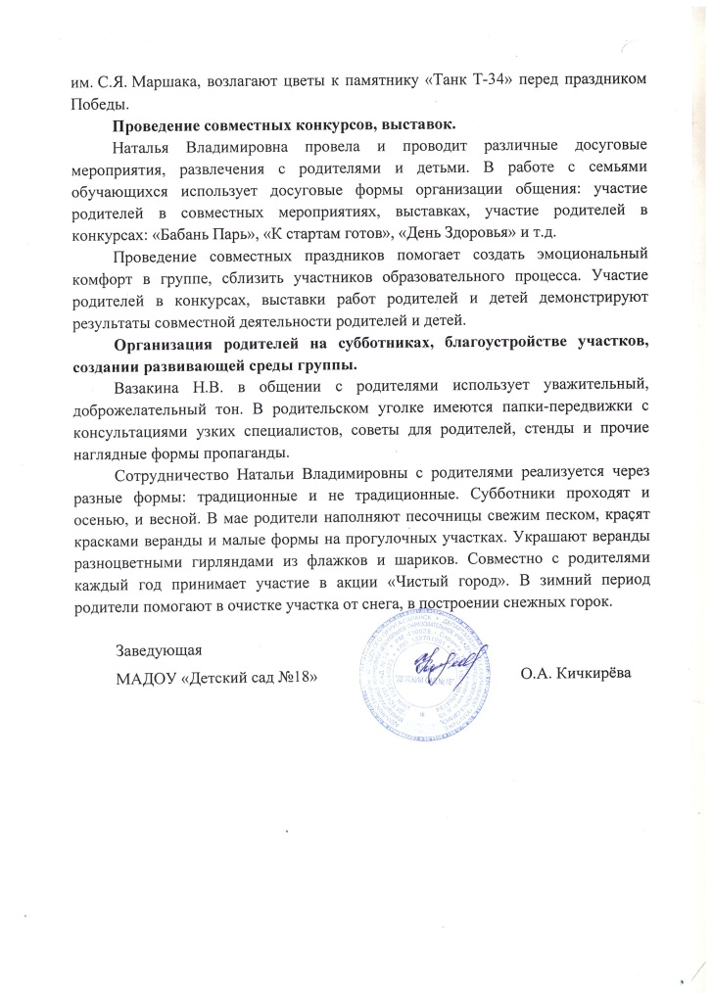 им. С.Я. Маршака, возлагают цветы к памятнику «Танк Т-34» перед праздником
Победы.
Проведение совместных конкурсов, выставок.
Наталья Владимировна провела и проводит различные досуговые
мероприятия, развлечения с родителями и детьми. В работе с семьями
обучающихся использует досуговые формы организации общения: участие
родителей в совместных мероприятиях, выставках, участие родителей в
конкурсах: «Бабань Парь», «К стартам готов», «День Здоровья» и т.д.
Проведение совместных праздников помогает создать эмоциональный
комфорт в группе, сблизить участников образовательного процесса. Участие
родителей в конкурсах, выставки работ родителей и детей демонстрируют
результаты совместной деятельности родителей и детей.
Организация родителей на субботниках, благоустройстве участков,
создании развивающей среды группы.
Вазакина Н.В. в общении с родителями использует уважительный,
доброжелательный тон. В родительском уголке имеются папки-передвижки с
консультациями узких специалистов, советы для родителей, стенды и прочие
наглядные формы пропаганды.
Сотрудничество Натальи Владимировны с родителями реализуется через
разные формы: традиционные и не традиционные. Субботники проходят и
осенью, и весной. В мае родители наполняют песочницы свежим песком, красят
красками веранды и малые формы на прогулочных участках. Украшают веранды
разноцветными гирляндами из флажков и шариков. Совместно с родителями
каждый год принимает участие в акции «Чистый город». В зимний период
родители помогают в очистке участка от снега, в построении снежных горок.
Заведующая
МАДОУ «Детский сад №18»
О.А. Кичкирёва
"ДЕТСКИЙ САД №18"